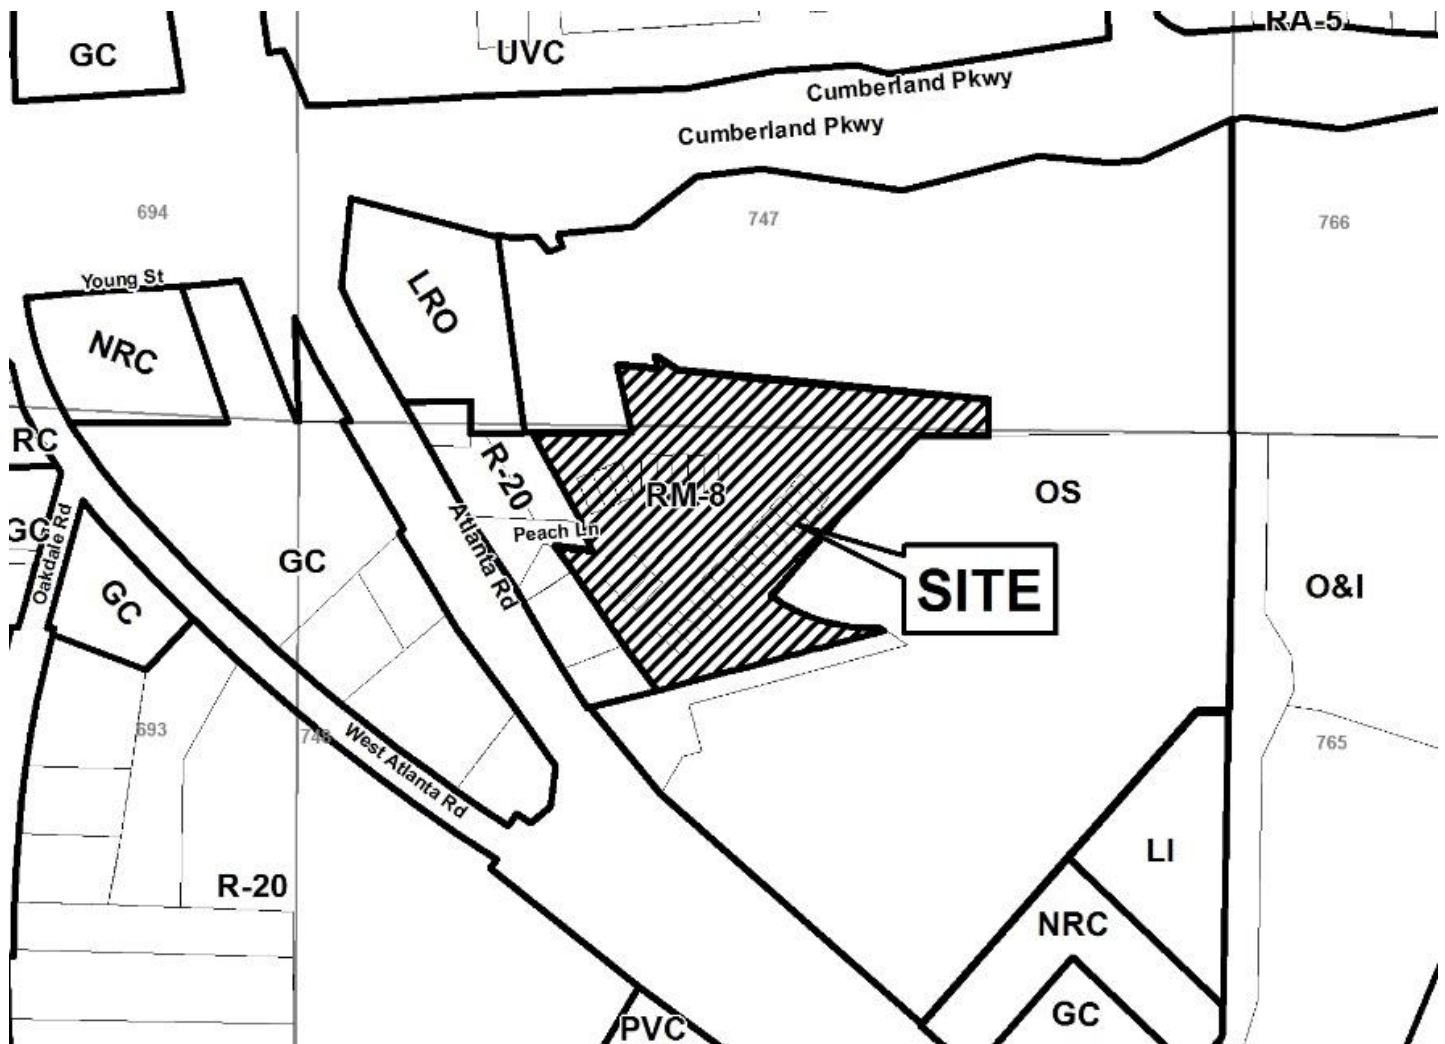 GC
UVC
RA-5
Cumberland Pkwy
Cumberland Pkwy
694
747
766
Young St
LRO
NRC
RC
R-20
RM-8
OS
GC
Oakdale Rd
Atlanta Rd
Peach Ln
GC
GC
SITE
O&I
693
748
West Atlanta Rd
765
R-20
LI
NRC
GC
PVC